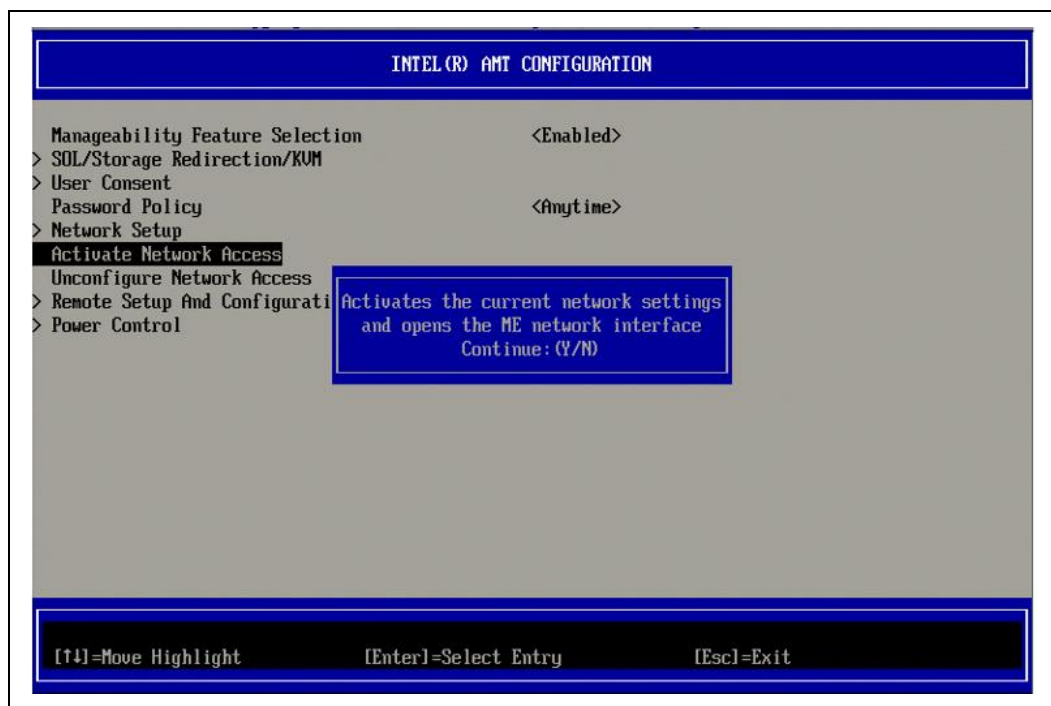 INTEL(R) AMT CONFIGURATION
Manageability Feature Selection <Enabled>
> SOL/Storage Redirection/KVM
> User Consent
Password Policy <Anytime>
> Network Setup
Activate Network Access
Unconfigure Network Access
> Remote Setup And Configurati
> Power Control
Activates the current network settings
and opens the ME network interface
Continue:(Y/N)
[↑↓]=Move Highlight [Enter]=Select Entry [Esc]=Exit